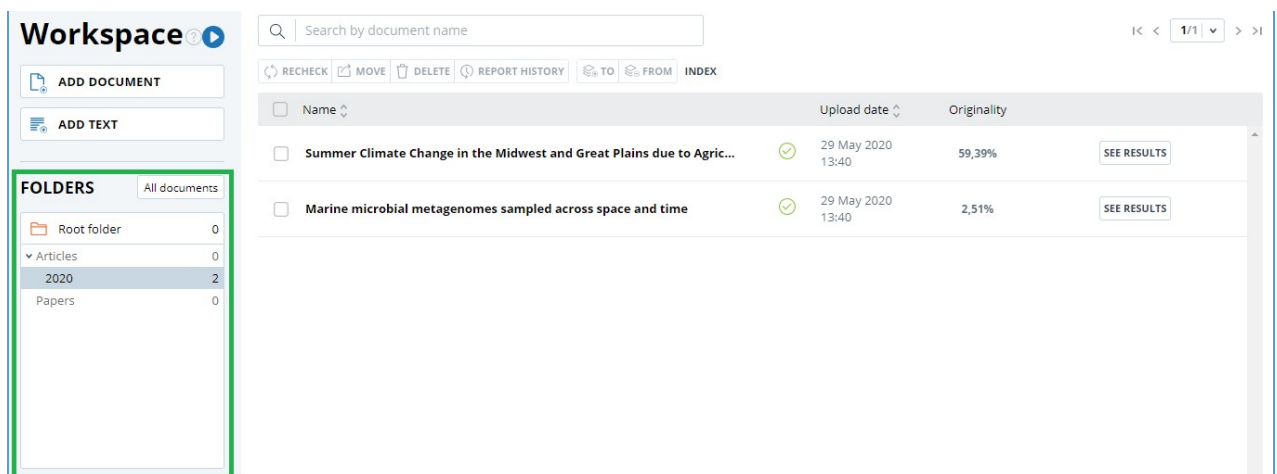 Workspace
ADD DOCUMENT
ADD TEXT
FOLDERS All documents
Root folder 0
Articles 0
2020 2
Papers 0
Search by document name
1/1
RECHECK MOVE DELETE REPORT HISTORY TO FROM INDEX
Name Upload date Originality
Summer Climate Change in the Midwest and Great Plains due to Agric... 29 May 2020 13:40 59,39% SEE RESULTS
Marine microbial metagenomes sampled across space and time 29 May 2020 13:40 2,51% SEE RESULTS